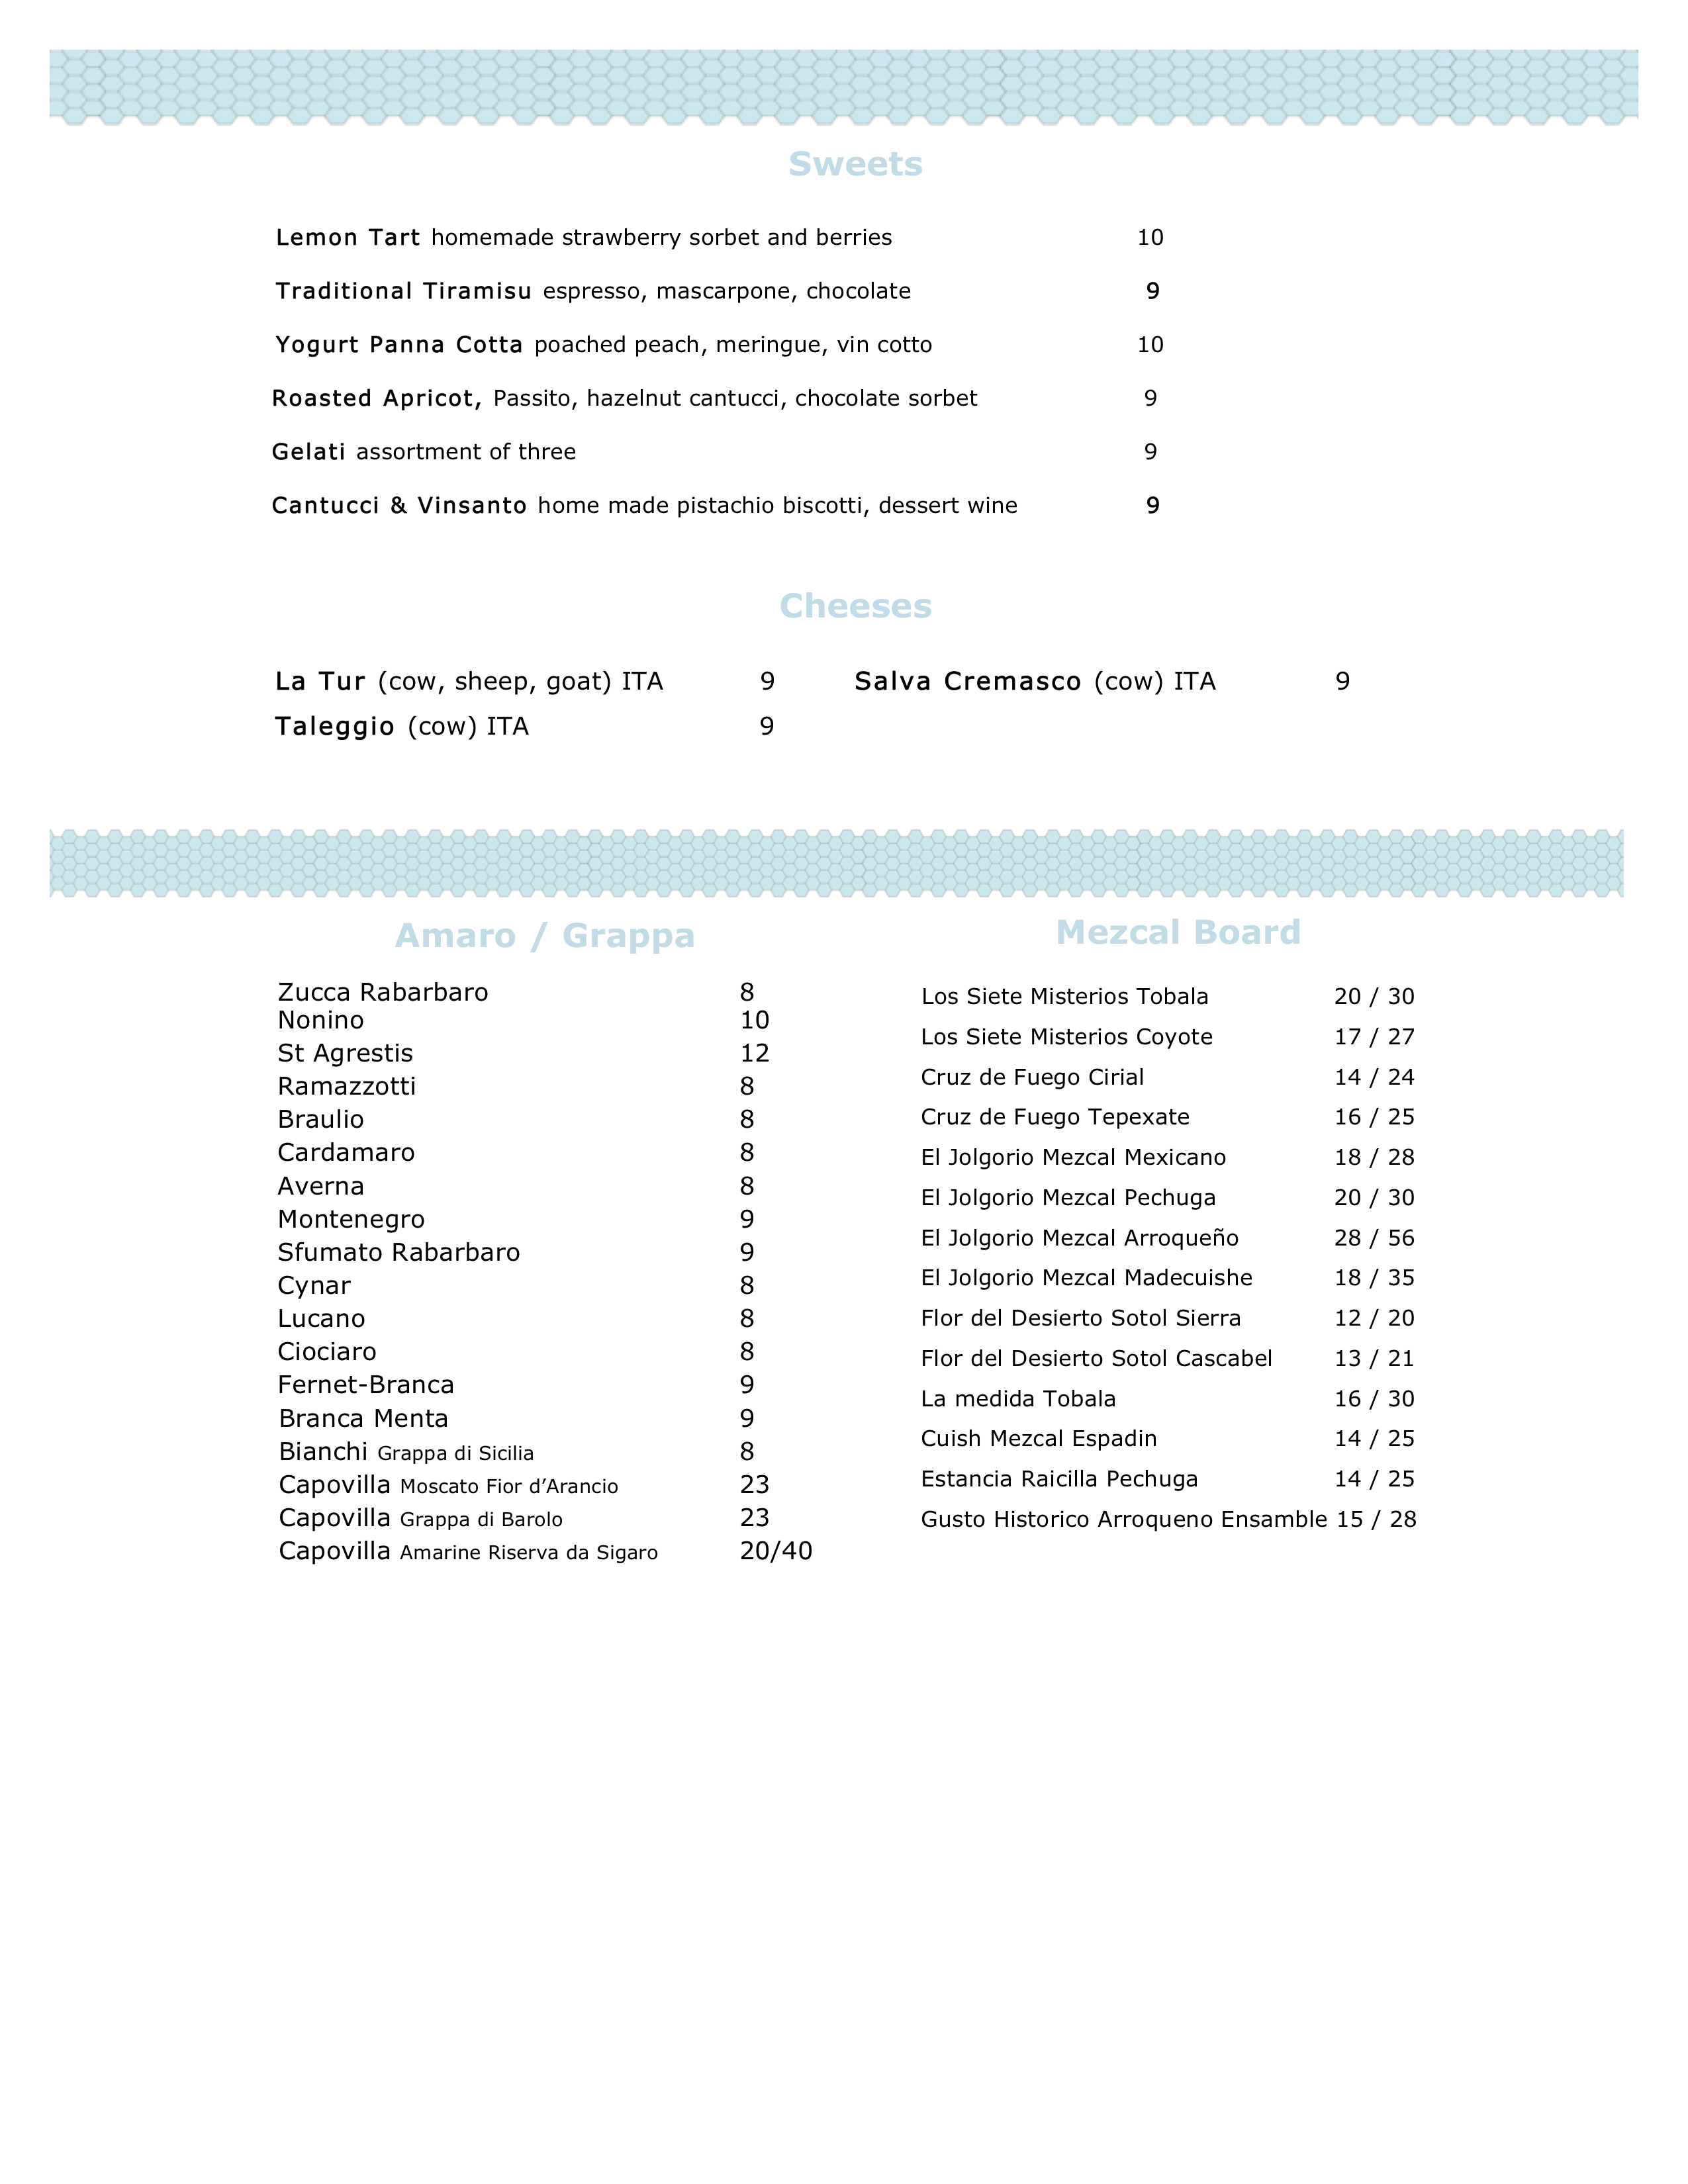 Sweets
Lemon Tart homemade strawberry sorbet and berries 10
Traditional Tiramisu espresso, mascarpone, chocolate 9
Yogurt Panna Cotta poached peach, meringue, vin cotto 10
Roasted Apricot, Passito, hazelnut cantucci, chocolate sorbet 9
Gelati assortment of three 9
Cantucci & Vinsanto home made pistachio biscotti, dessert wine 9
Cheeses
La Tur (cow, sheep, goat) ITA 9 Salva Cremasco (cow) ITA 9
Taleggio (cow) ITA 9
Amaro / Grappa
Zucca Rabarbaro 8
Nonino 10
St Agrestis 12
Ramazzotti 8
Braulio 8
Cardamaro 8
Averna 8
Montenegro 9
Sfumato Rabarbaro 9
Cynar 8
Lucano 8
Ciociaro 8
Fernet-Branca 9
Branca Menta 9
Bianchi Grappa di Sicilia 8
Capovilla Moscato Fior d’Arancio 23
Capovilla Grappa di Barolo 23
Capovilla Amarine Riserva da Sigaro 20/40
Mezcal Board
Los Siete Misterios Tobala 20 / 30
Los Siete Misterios Coyote 17 / 27
Cruz de Fuego Cirial 14 / 24
Cruz de Fuego Tepexate 16 / 25
El Jolgorio Mezcal Mexicano 18 / 28
El Jolgorio Mezcal Pechuga 20 / 30
El Jolgorio Mezcal Arroqueño 28 / 56
El Jolgorio Mezcal Madecuishe 18 / 35
Flor del Desierto Sotol Sierra 12 / 20
Flor del Desierto Sotol Cascabel 13 / 21
La medida Tobala 16 / 30
Cuish Mezcal Espadin 14 / 25
Estancia Raicilla Pechuga 14 / 25
Gusto Historico Arroqueno Ensamble 15 / 28